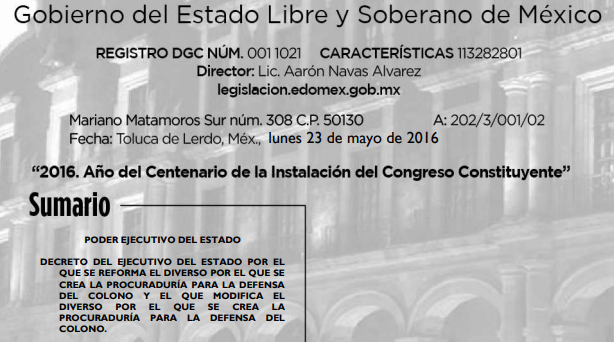 Gobierno del Estado Libre y Soberano de México
REGISTRO DGC NÚM. 001 1021 CARACTERÍSTICAS 113282801
Director: Lic. Aarón Navas Alvarez
legislacion.edomex.gob.mx
Mariano Matamoros Sur núm. 308 C.P. 50130 A: 202/3/001/02
Fecha: Toluca de Lerdo, Méx., lunes 23 de mayo de 2016
“2016. Año del Centenario de la Instalación del Congreso Constituyente”
Sumario
PODER EJECUTIVO DEL ESTADO
DECRETO DEL EJECUTIVO DEL ESTADO POR EL
QUE SE REFORMA EL DIVERSO POR EL QUE SE
CREA LA PROCURADURÍA PARA LA DEFENSA
DEL COLONO Y EL QUE MODIFICA EL
DIVERSO POR EL QUE SE CREA LA
PROCURADURÍA PARA LA DEFENSA DEL
COLONO.